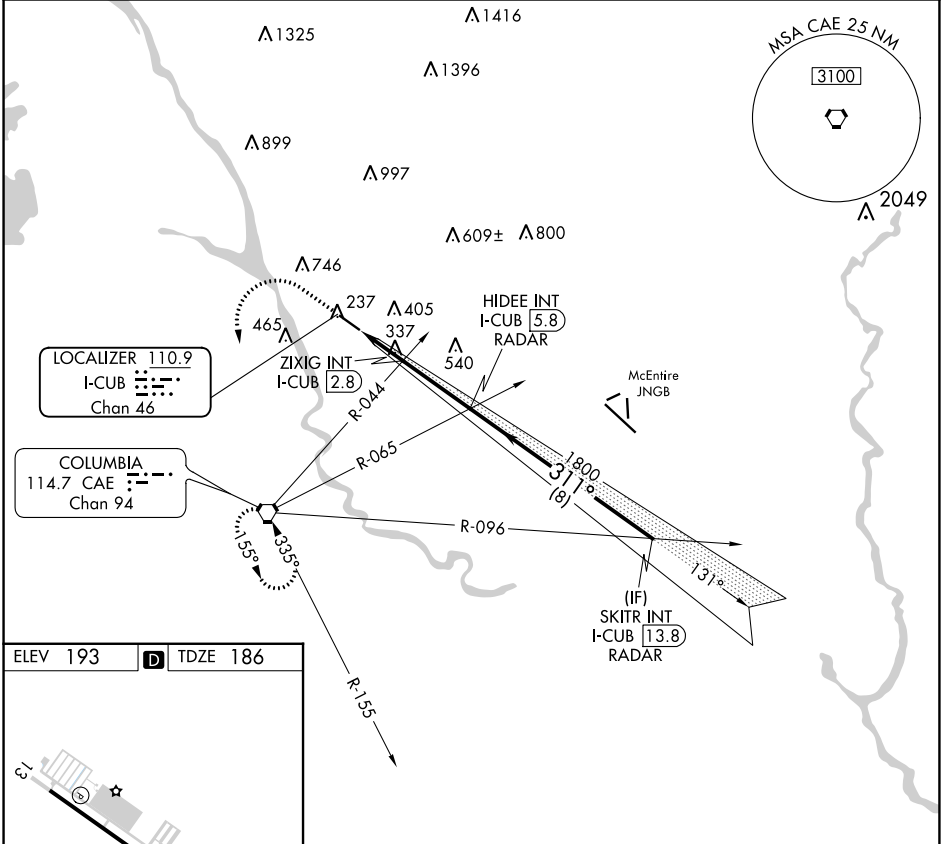 1416
1325
MSA CAE 25 NM
1396
3100
899
997
2049
609± 800
746
HIDEE INT
I-CUB 5.8
RADAR
237
405
465
337
LOCALIZER 110.9
I-CUB
Chan 46
ZIXIG INT
I-CUB 2.8
540
McEntire
JNGB
R-044
R-065
1800
311°
(8)
COLUMBIA
114.7 CAE
Chan 94
R-096
155°
335°
131°
(IF)
SKITR INT
I-CUB 13.8
RADAR
R-155
ELEV 193 D TDZE 186
13
P